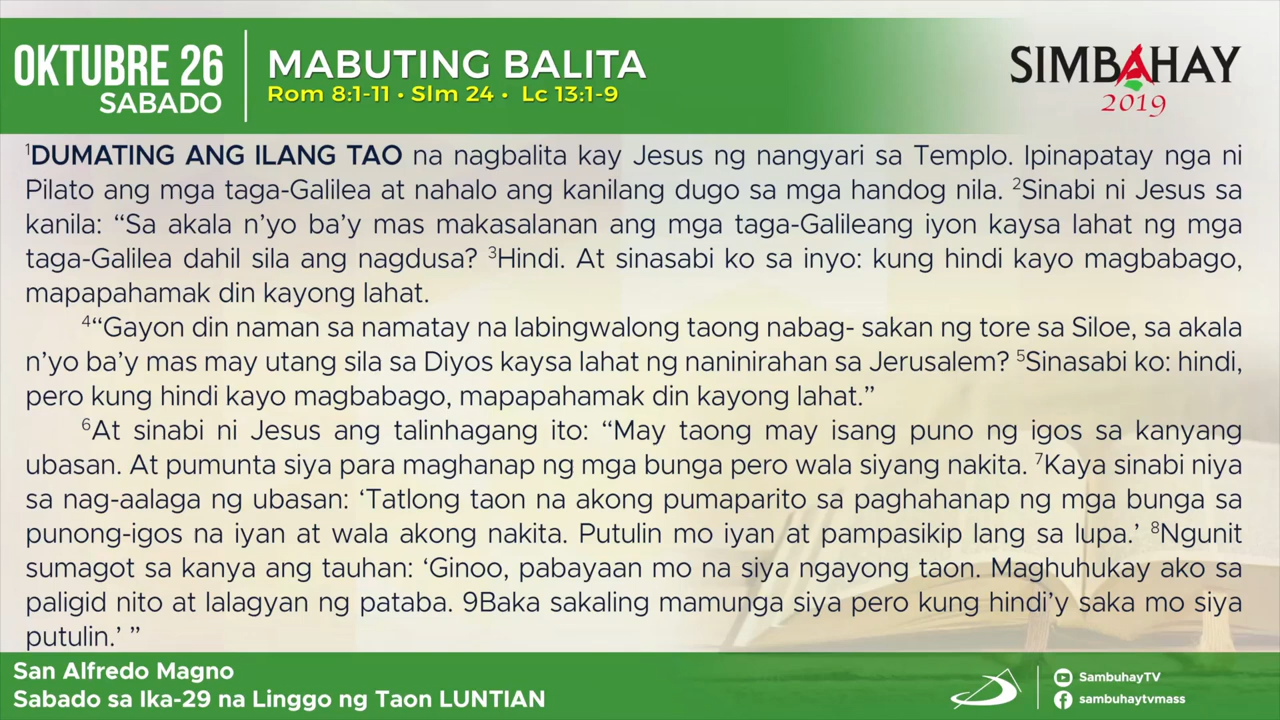 OKTUBRE 26
SABADO
MABUTING BALITA
Rom 8:1-11 • Slm 24 • Lc 13:1-9
SIMBAHAY
2019
¹DUMATING ANG ILANG TAO na nagbalita kay Jesus ng nangyari sa Templo. Ipinapatay nga ni
Pilato ang mga taga-Galilea at nahalo ang kanilang dugo sa mga handog nila. ²Sinabi ni Jesus sa
kanila: “Sa akala n’yo ba’y mas makasalanan ang mga taga-Galileang iyon kaysa lahat ng mga
taga-Galilea dahil sila ang nagdusa? ³Hindi. At sinasabi ko sa inyo: kung hindi kayo magbabago,
mapapahamak din kayong lahat.
⁴“Gayon din naman sa namatay na labingwalong taong nabag- sakan ng tore sa Siloe, sa akala
n’yo ba’y mas may utang sila sa Diyos kaysa lahat ng naninirahan sa Jerusalem? ⁵Sinasabi ko: hindi,
pero kung hindi kayo magbabago, mapapahamak din kayong lahat.”
⁶At sinabi ni Jesus ang talinhagang ito: “May taong may isang puno ng igos sa kanyang
ubasan. At pumunta siya para maghanap ng mga bunga pero wala siyang nakita. ⁷Kaya sinabi niya
sa nag-aalaga ng ubasan: ‘Tatlong taon na akong pumaparito sa paghahanap ng mga bunga sa
punong-igos na iyan at wala akong nakita. Putulin mo iyan at pampasikip lang sa lupa.’ ⁸Ngunit
sumagot sa kanya ang tauhan: ‘Ginoo, pabayaan mo na siya ngayong taon. Maghuhukay ako sa
paligid nito at lalagyan ng pataba. 9Baka sakaling mamunga siya pero kung hindi’y saka mo siya
putulin.’ ”
San Alfredo Magno
Sabado sa Ika-29 na Linggo ng Taon LUNTIAN
SambuhayTV
sambuhaytvmass